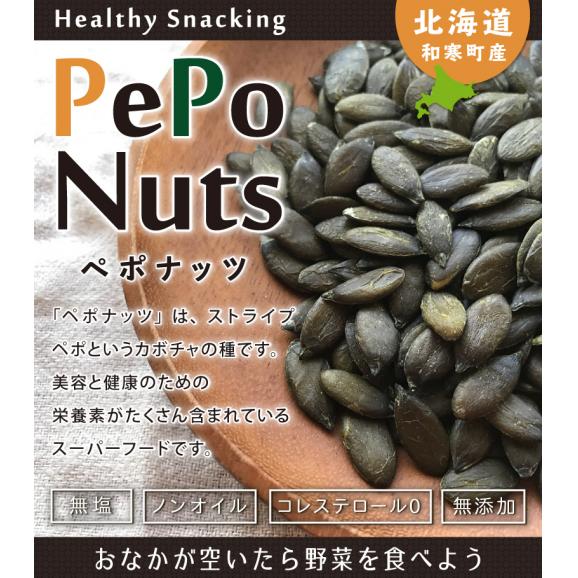 Healthy Snacking
北海道
和寒町産
PePo
Nuts
ペポナッツ
「ペポナッツ」は、ストライプ
ペポというカボチャの種です。
美容と健康のための
栄養素がたくさん含まれている
スーパーフードです。
無塩 ノンオイル コレステロール0 無添加
おなかが空いたら野菜を食べよう